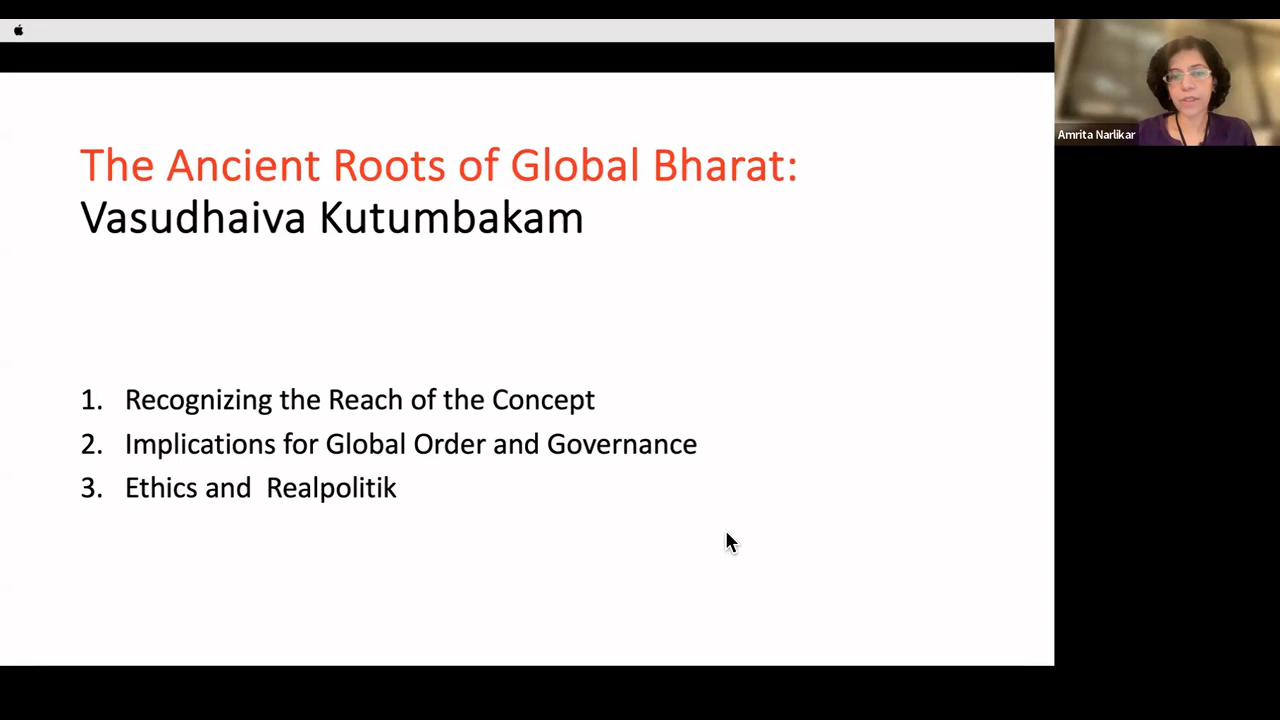 The Ancient Roots of Global Bharat:
Vasudhaiva Kutumbakam
1. Recognizing the Reach of the Concept
2. Implications for Global Order and Governance
3. Ethics and Realpolitik
Amrita Narlikar